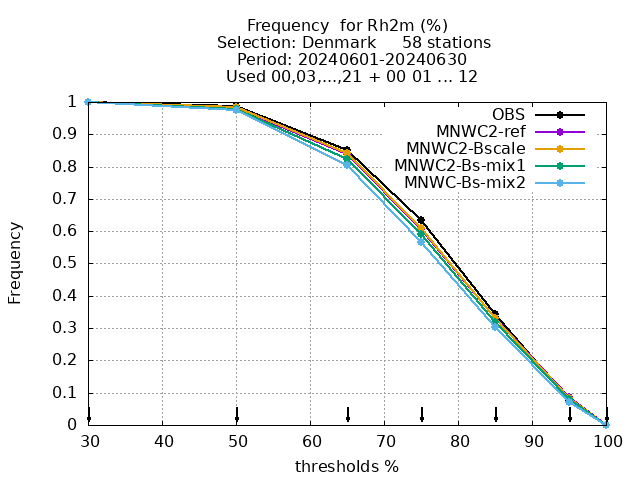 Frequency  for Rh2m (%)
Selection: Denmark     58 stations
Period: 20240601-20240630
Used 00,03,...,21 + 00 01 ... 12
OBS
MNWC2-ref
MNWC2-Bscale
MNWC2-Bs-mix1
MNWC-Bs-mix2
1
0.9
0.8
0.7
0.6
0.5
0.4
0.3
0.2
0.1
0
Frequency
30 40 50 60 70 80 90 100
thresholds %